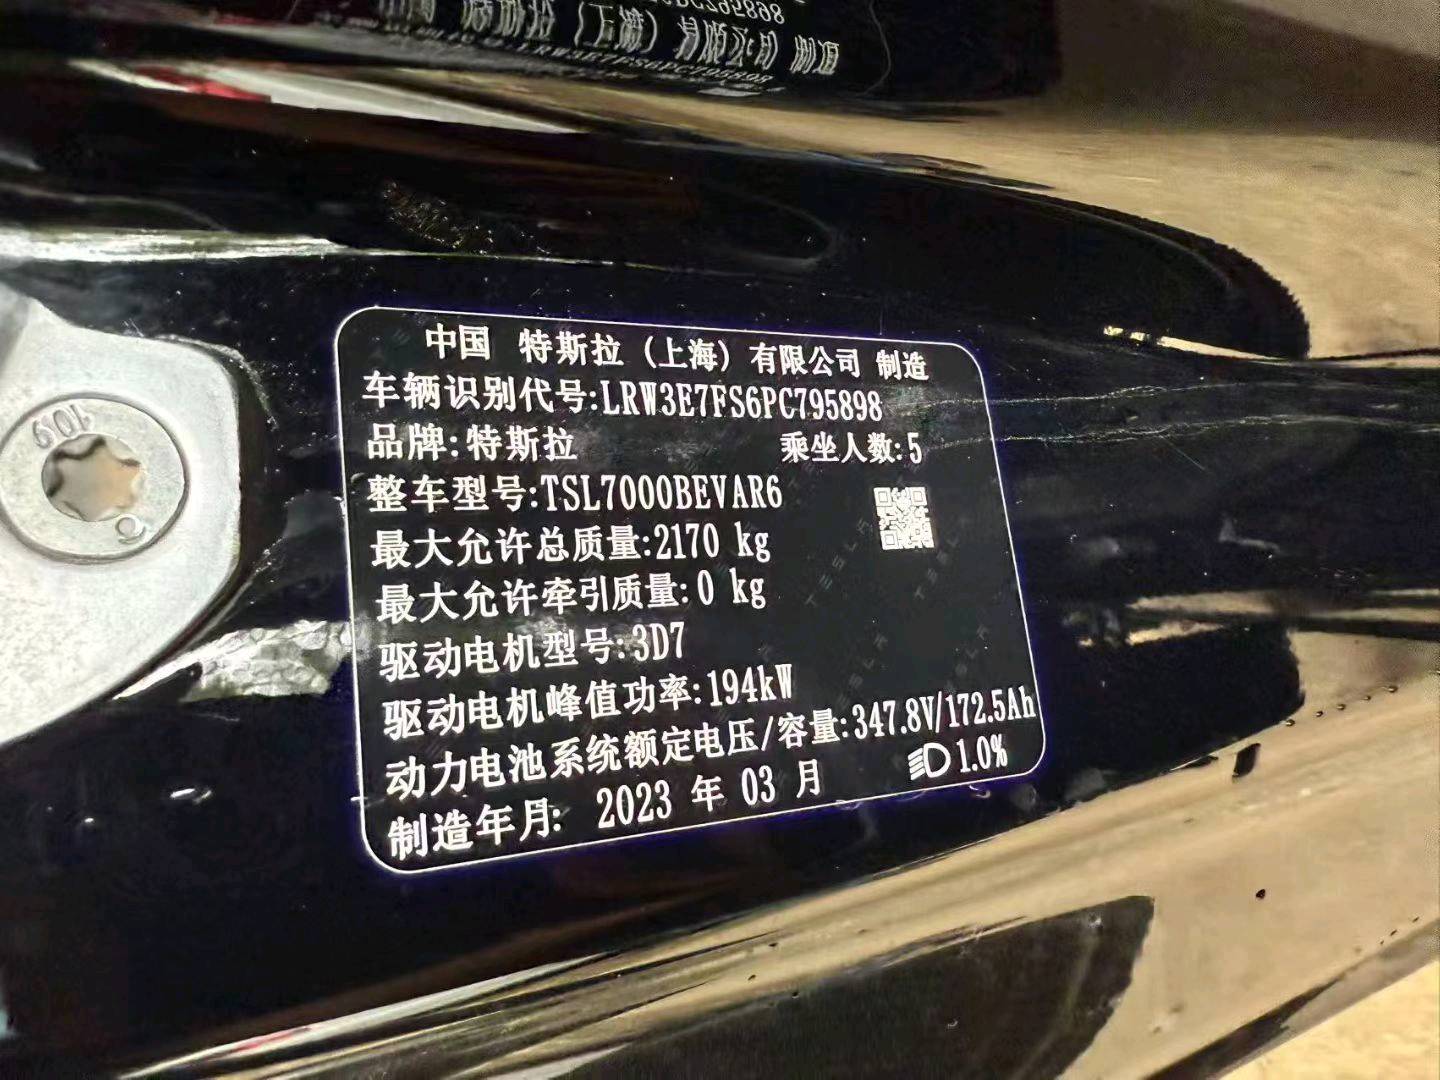 中国 特斯拉（上海）有限公司 制造
车辆识别代号:LRW3E7FS6PC795898
品牌:特斯拉 乘坐人数:5
整车型号:TSL7000BEVAR6
最大允许总质量:2170 kg
最大允许牵引质量:0 kg
驱动电机型号:3D7
驱动电机峰值功率:194kW
动力电池系统额定电压/容量:347.8V/172.5Ah
制造年月: 2023 年 03 月 1.0%
TESLA
TESLA
TESLA
TESLA